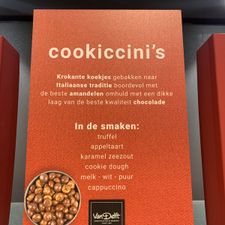 cookiccini's
Krokante koekjes gebakken naar
Italiaanse traditie boordevol met
de beste amandelen omhuld met een dikke
laag van de beste kwaliteit chocolade
In de smaken:
truffel
appeltaart
karamel zeezout
cookie dough
melk - wit - puur
cappuccino
Van Delft